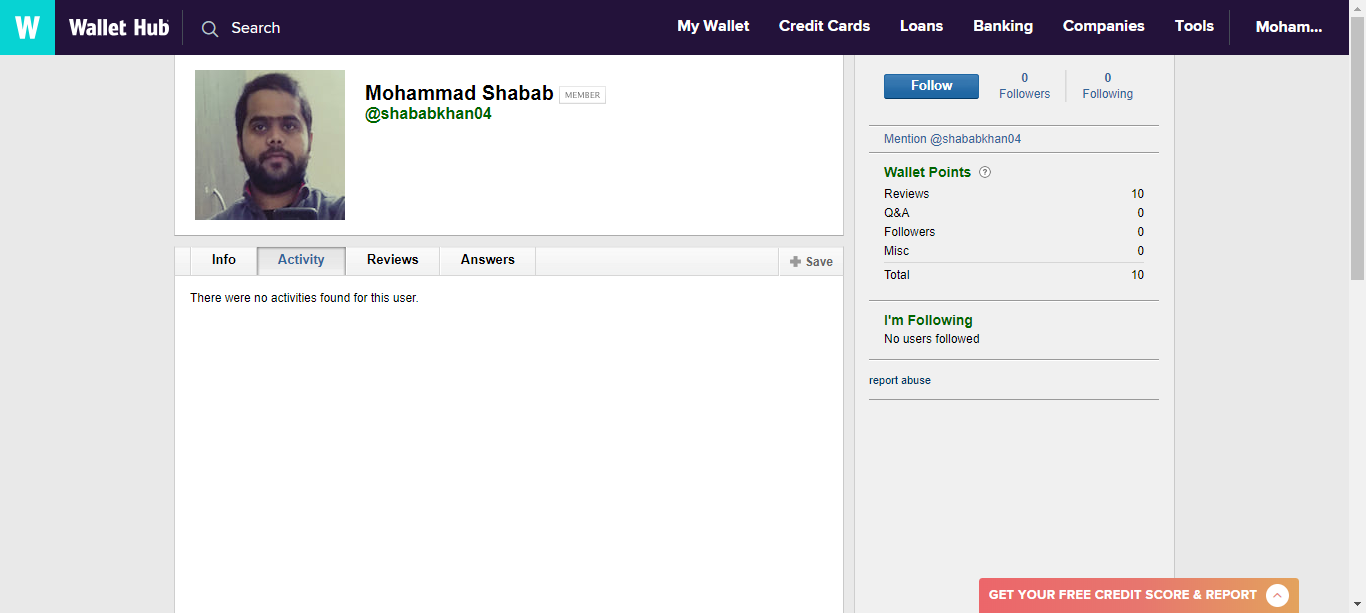 W Wallet Hub Search My Wallet Credit Cards Loans Banking Companies Tools Moham...
Mohammad Shabab MEMBER
@shababkhan04
Follow
0 Followers
0 Following
Mention @shababkhan04
Wallet Points ?
Reviews 10
Q&A 0
Followers 0
Misc 0
Total 10
I'm Following
No users followed
report abuse
Info Activity Reviews Answers Save
There were no activities found for this user.
GET YOUR FREE CREDIT SCORE & REPORT